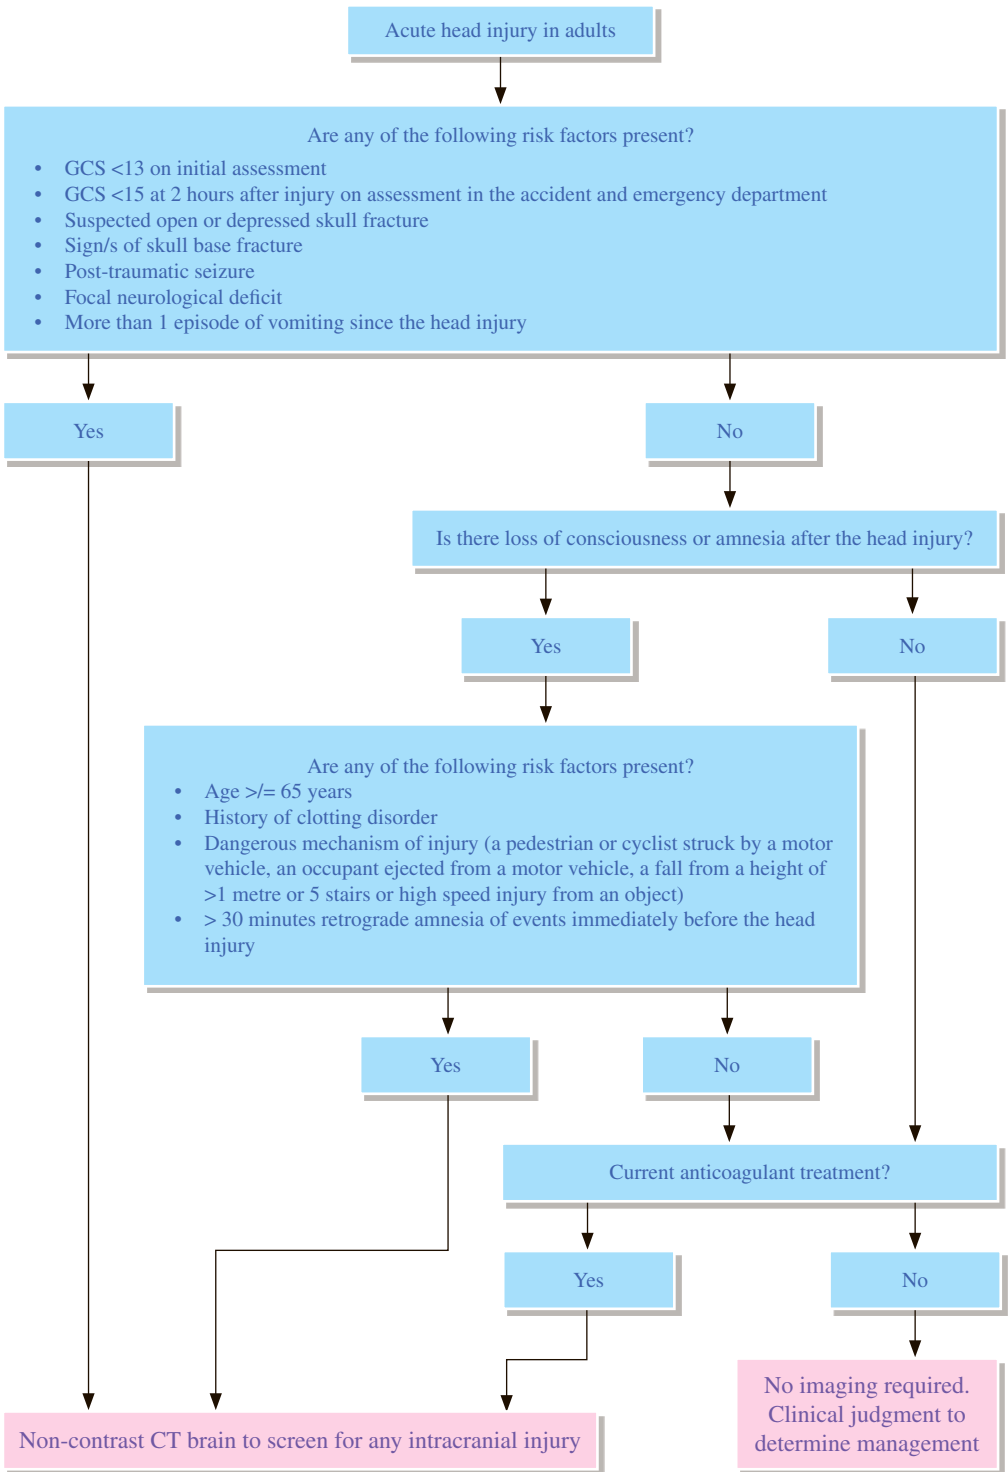 Acute head injury in adults
Are any of the following risk factors present?
• GCS <13 on initial assessment
• GCS <15 at 2 hours after injury on assessment in the accident and emergency department
• Suspected open or depressed skull fracture
• Sign/s of skull base fracture
• Post-traumatic seizure
• Focal neurological deficit
• More than 1 episode of vomiting since the head injury
Yes
No
Is there loss of consciousness or amnesia after the head injury?
Yes
No
Are any of the following risk factors present?
• Age >/= 65 years
• History of clotting disorder
• Dangerous mechanism of injury (a pedestrian or cyclist struck by a motor
vehicle, an occupant ejected from a motor vehicle, a fall from a height of
>1 metre or 5 stairs or high speed injury from an object)
• > 30 minutes retrograde amnesia of events immediately before the head
injury
Yes
No
Current anticoagulant treatment?
Yes
No
Non-contrast CT brain to screen for any intracranial injury
No imaging required.
Clinical judgment to
determine management